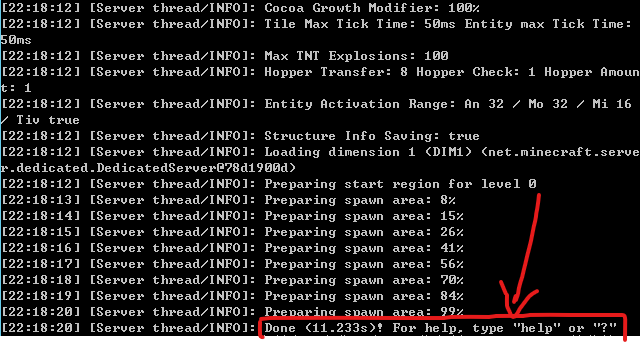 [22:18:12] [Server thread/INFO]: Cocoa Growth Modifier: 100%
[22:18:12] [Server thread/INFO]: Tile Max Tick Time: 50ms Entity max Tick Time:
50ms
[22:18:12] [Server thread/INFO]: Max TNT Explosions: 100
[22:18:12] [Server thread/INFO]: Hopper Transfer: 8 Hopper Check: 1 Hopper Amoun
t: 1
[22:18:12] [Server thread/INFO]: Entity Activation Range: An 32 / Mo 32 / Mi 16
/ Tiv true
[22:18:12] [Server thread/INFO]: Structure Info Saving: true
[22:18:12] [Server thread/INFO]: Loading dimension 1 (DIM1) (net.minecraft.serve
r.dedicated.DedicatedServer@78d1900d)
[22:18:12] [Server thread/INFO]: Preparing start region for level 0
[22:18:13] [Server thread/INFO]: Preparing spawn area: 8%
[22:18:14] [Server thread/INFO]: Preparing spawn area: 15%
[22:18:15] [Server thread/INFO]: Preparing spawn area: 26%
[22:18:16] [Server thread/INFO]: Preparing spawn area: 41%
[22:18:17] [Server thread/INFO]: Preparing spawn area: 56%
[22:18:18] [Server thread/INFO]: Preparing spawn area: 70%
[22:18:19] [Server thread/INFO]: Preparing spawn area: 84%
[22:18:20] [Server thread/INFO]: Preparing spawn area: 99%
[22:18:20] [Server thread/INFO]: Done (11.233s)! For help, type "help" or "?"